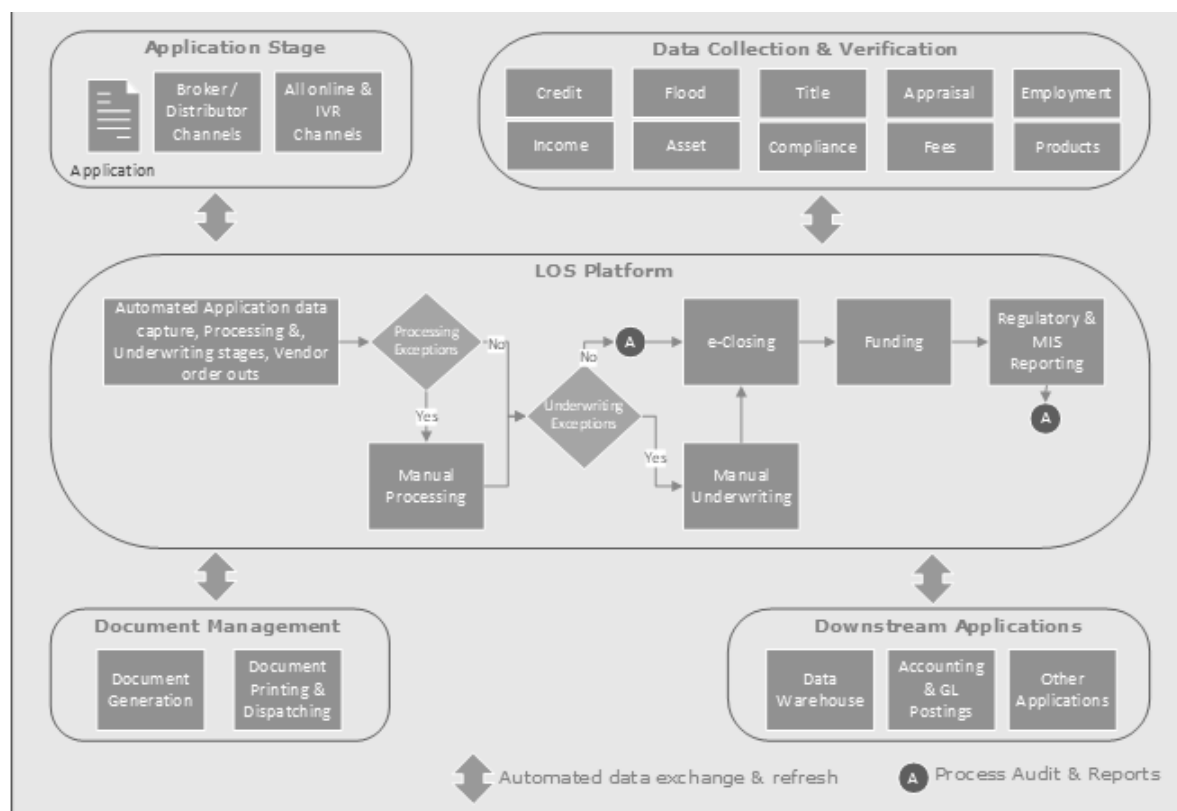 Application Stage
Broker/
Distributor
Channels
All online &
IVR
Channels
Application
Data Collection & Verification
Credit
Flood
Title
Appraisal
Employment
Income
Asset
Compliance
Fees
Products
LOS Platform
Automated Application data
capture, Processing &,
Underwriting stages, Vendor
order outs
Processing
Exceptions
No
Yes
Manual
Processing
Underwriting
Exceptions
No
A
Yes
Manual
Underwriting
e-Closing
Funding
Regulatory &
MIS
Reporting
A
Document Management
Document
Generation
Document
Printing &
Dispatching
Downstream Applications
Data
Warehouse
Accounting
& GL
Postings
Other
Applications
Automated data exchange & refresh
A Process Audit & Reports